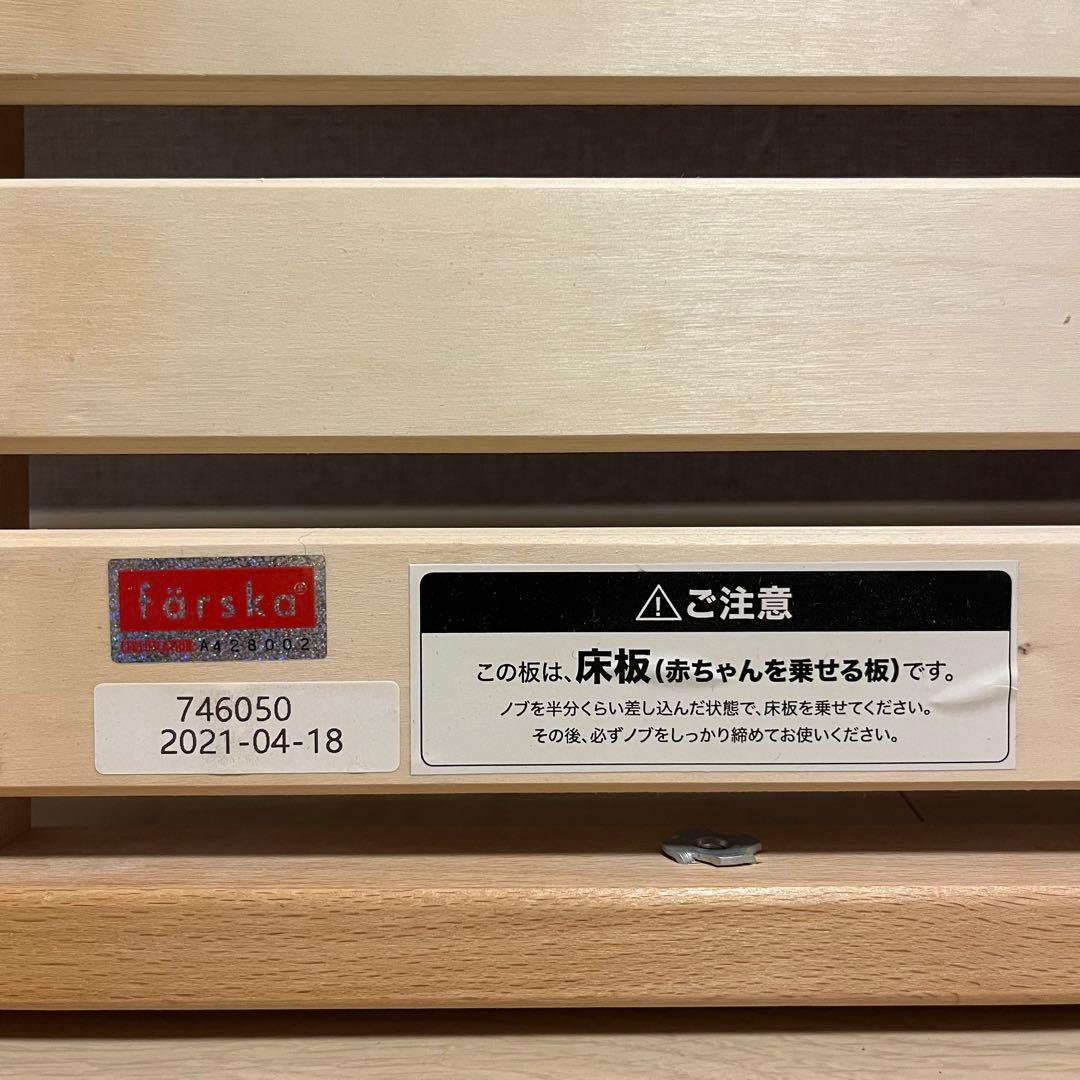 färska®
CERTIFICATION A428002
746050
2021-04-18
ご注意
この板は、床板(赤ちゃんを乗せる板)です。
ノブを半分くらい差し込んだ状態で、床板を乗せてください。
その後、必ずノブをしっかり締めてお使いください。